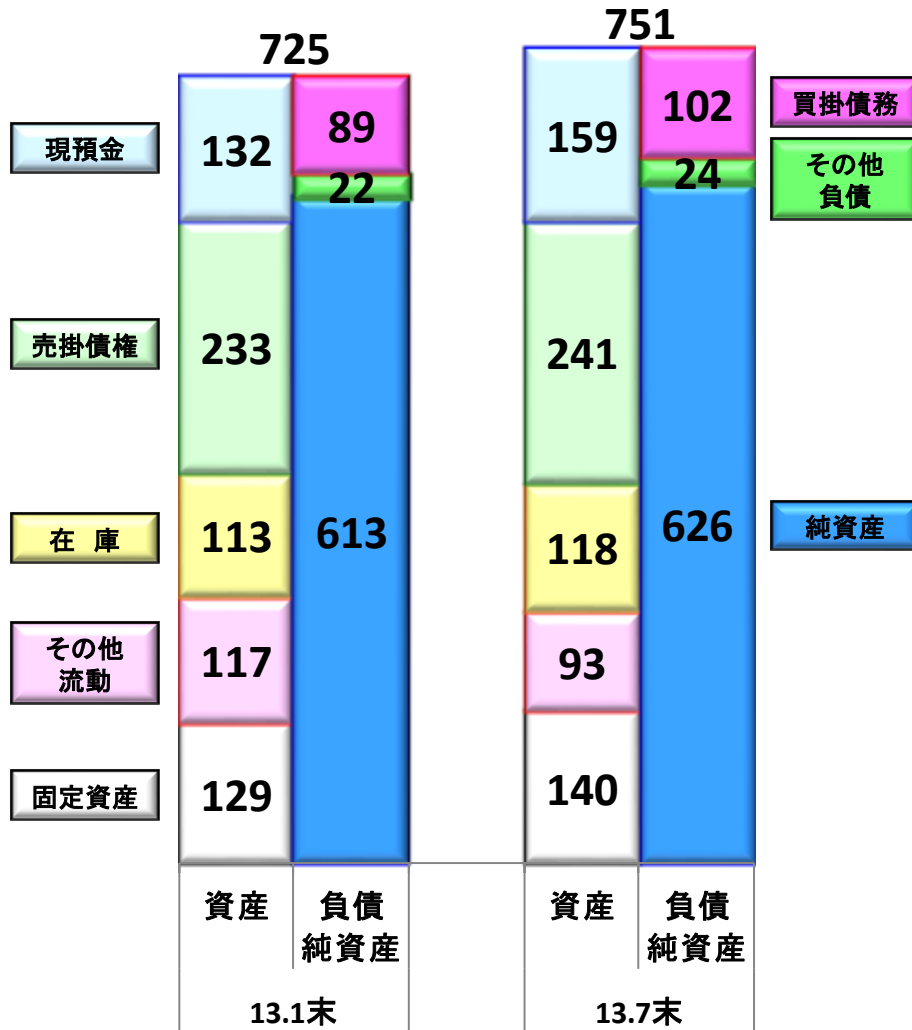 725
751
現預金
132
89
159
102
買掛債務
22
24
その他
負債
売掛債権
233
241
在 庫
113
613
118
626
純資産
その他
流動
117
93
固定資産
129
140
資産
負債
純資産
資産
負債
純資産
13.1末
13.7末